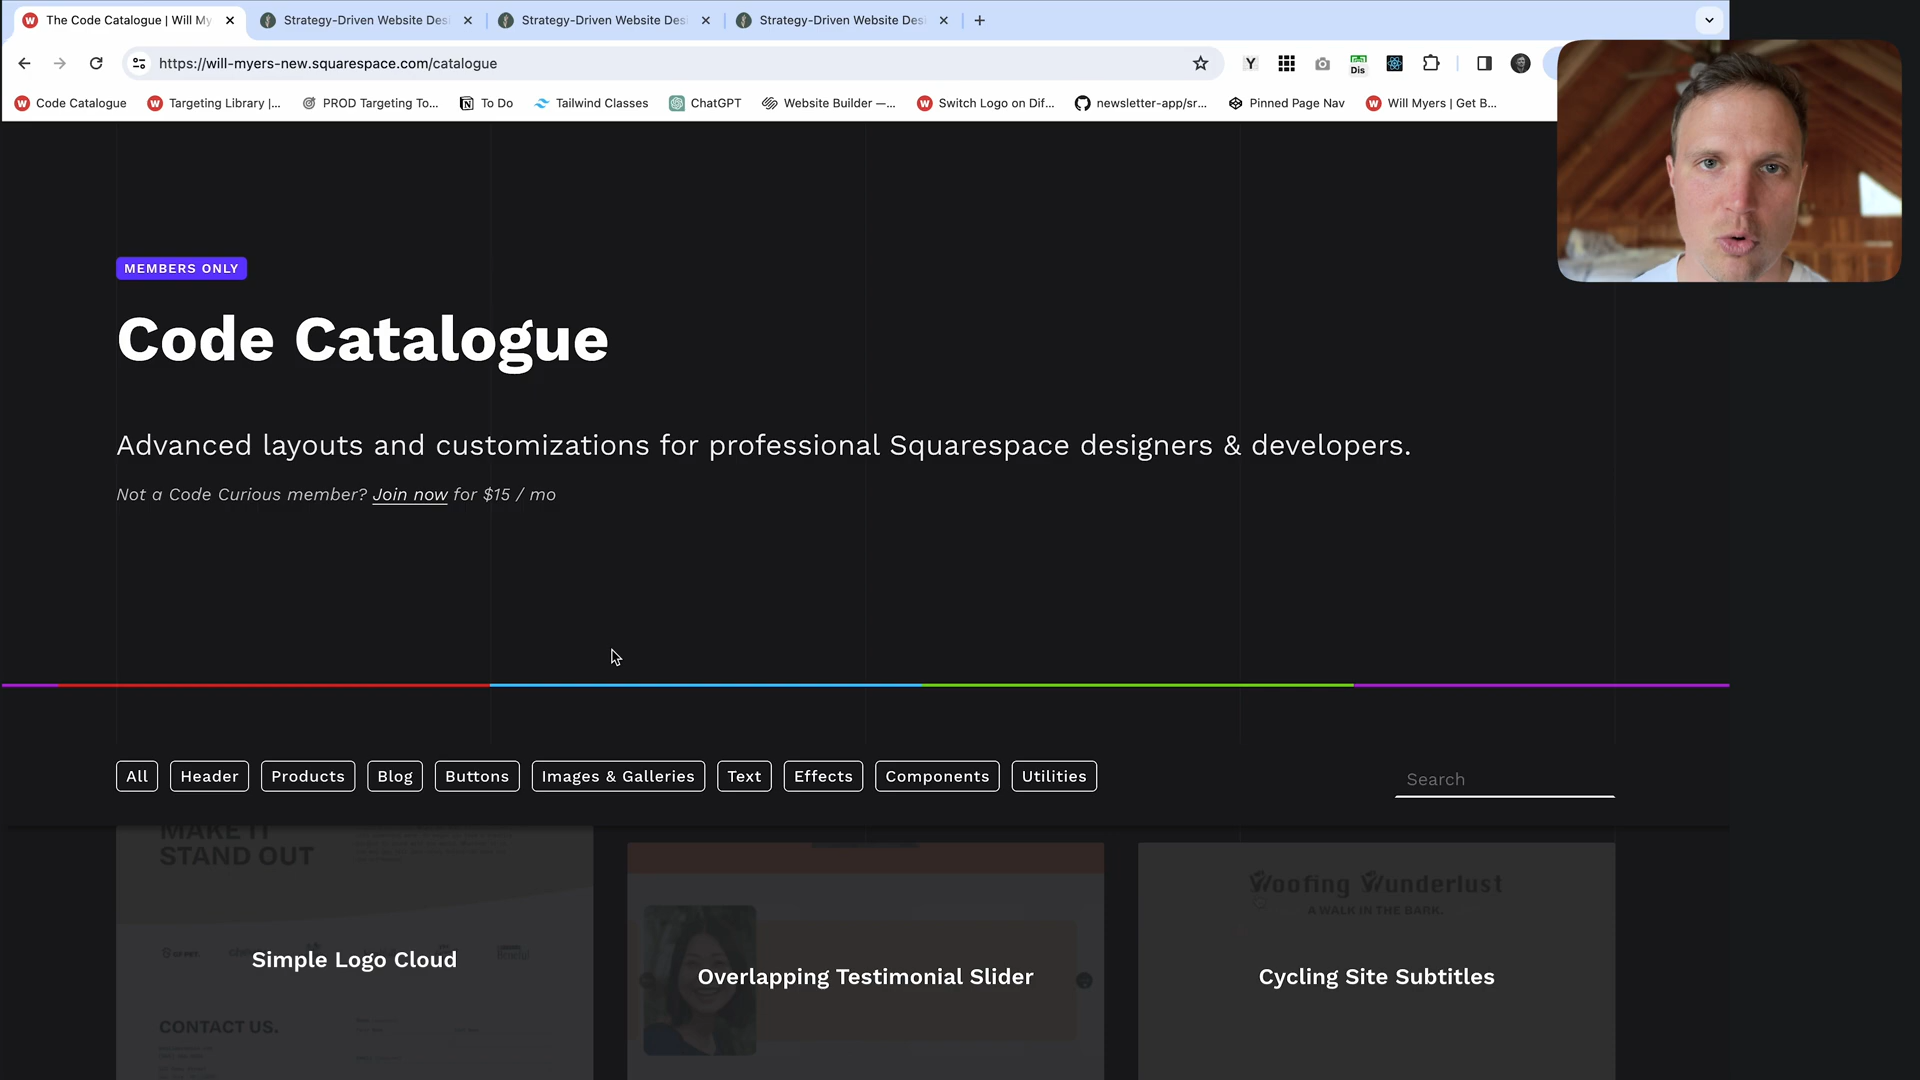 The Code Catalogue | Will My
Strategy-Driven Website Des
Strategy-Driven Website Des
Strategy-Driven Website Des
https://will-myers-new.squarespace.com/catalogue
Y
Dis
Code Catalogue
Targeting Library |...
PROD Targeting To...
To Do
Tailwind Classes
ChatGPT
Website Builder —...
Switch Logo on Dif...
newsletter-app/sr...
Pinned Page Nav
Will Myers | Get B...
MEMBERS ONLY
Code Catalogue
Advanced layouts and customizations for professional Squarespace designers & developers.
Not a Code Curious member? Join now for $15 / mo
All
Header
Products
Blog
Buttons
Images & Galleries
Text
Effects
Components
Utilities
Search
MAKE IT
STAND OUT
Woofing Wunderlust
A WALK IN THE BARK.
Simple Logo Cloud
Overlapping Testimonial Slider
Cycling Site Subtitles
CONTACT US.